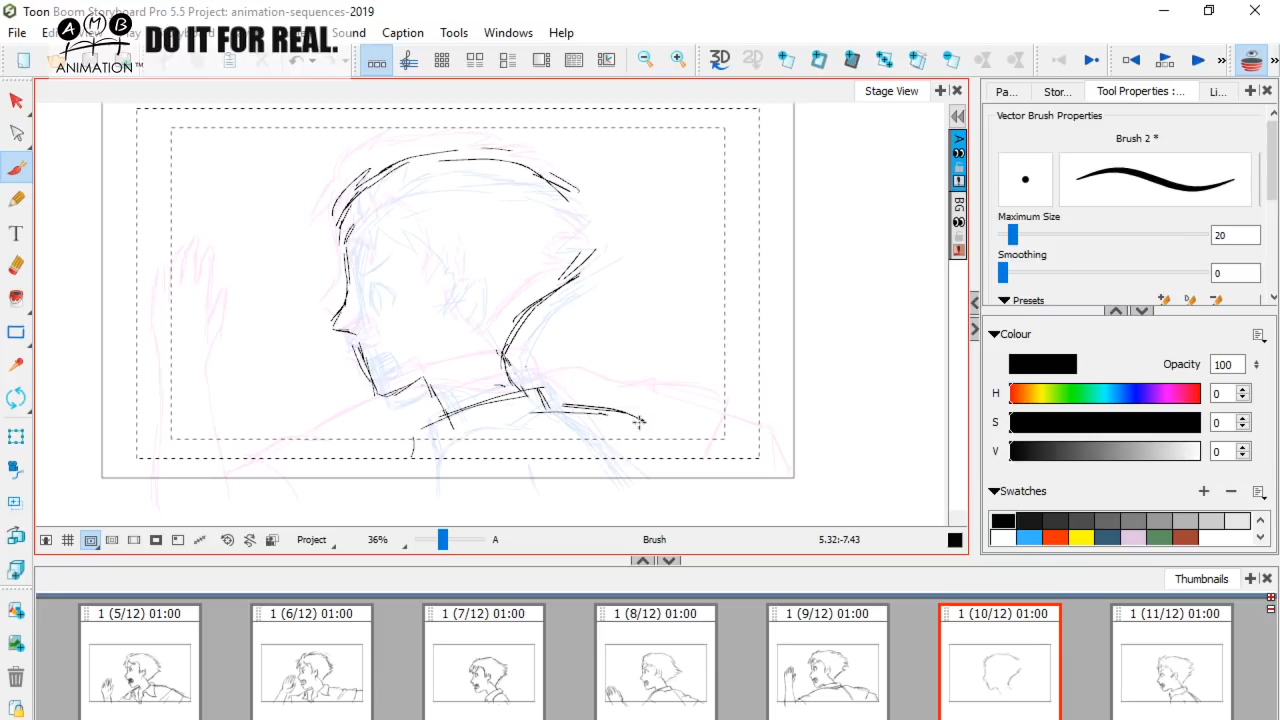 Toon Boom Storyboard Pro 5.5 Project: animation-sequences-2019
File Sound Caption Tools Windows Help
AMB
ANIMATION™
DO IT FOR REAL.
3D 2D
Stage View
Pa... Stor... Tool Properties :... Li...
Vector Brush Properties
Brush 2 *
Maximum Size
20
Smoothing
0
Presets
A
BG
T
Colour
Opacity 100
H 0
S 0
V 0
Swatches
Project 36% A Brush 5.32:-7.43
Thumbnails
1 (5/12) 01:00
1 (6/12) 01:00
1 (7/12) 01:00
1 (8/12) 01:00
1 (9/12) 01:00
1 (10/12) 01:00
1 (11/12) 01:00